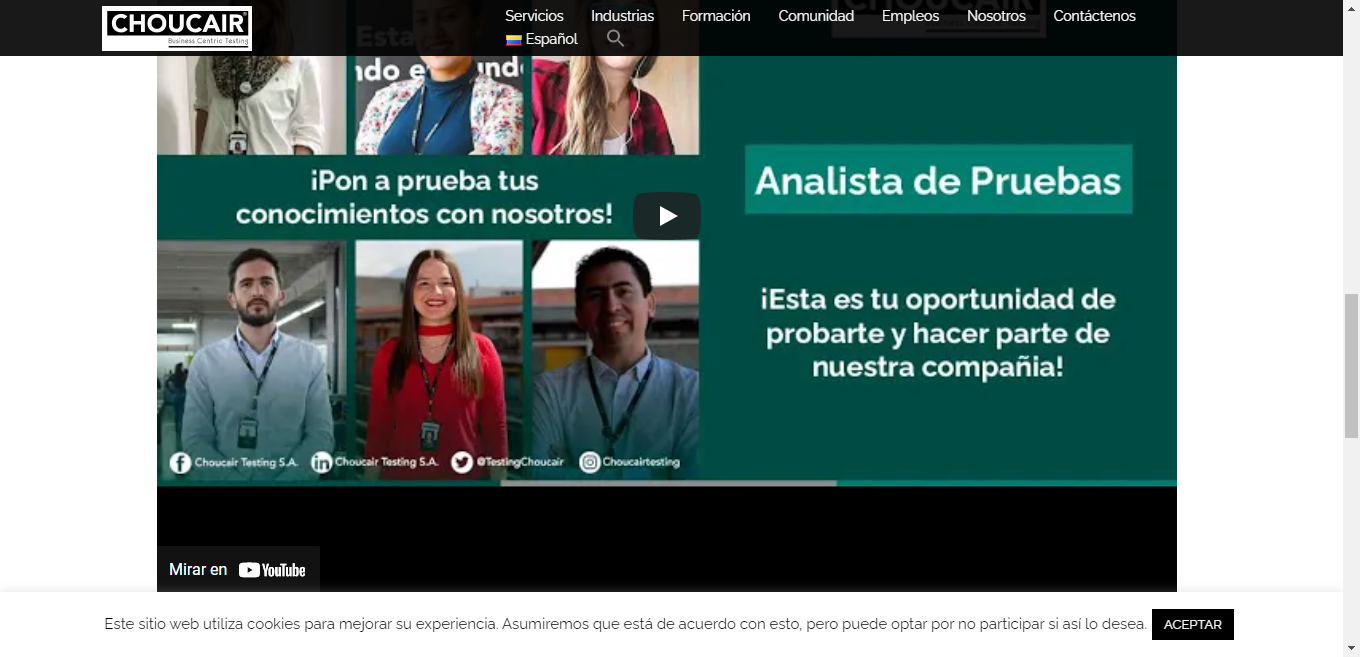 CHOUCAIR®
Business Centric Testing
Servicios Industrias Formación Comunidad Empleos Nosotros Contáctenos
Español
Esta
ndo e und
¡Pon a prueba tus
conocimientos con nosotros!
Analista de Pruebas
¡Esta es tu oportunidad de
probarte y hacer parte de
nuestra compañia!
Choucair Testing S.A. Choucair Testing S.A. @TestingChoucair Choucairtesting
Mirar en YouTube
Este sitio web utiliza cookies para mejorar su experiencia. Asumiremos que está de acuerdo con esto, pero puede optar por no participar si así lo desea. ACEPTAR